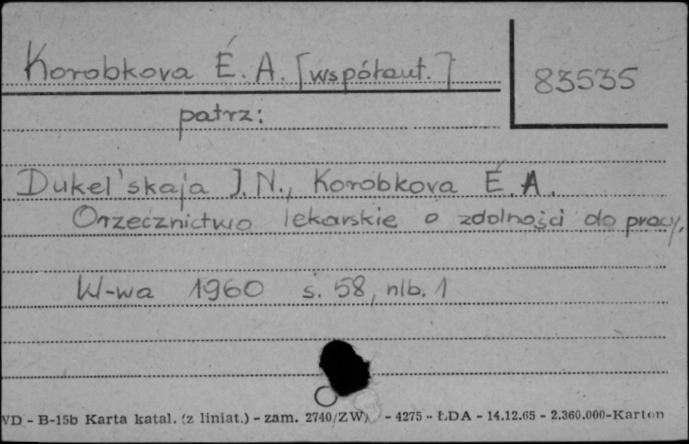 Korobkova É. A. [współaut.]
83535
patrz:
Dukel'skaja J. N., Korobkova É. A.
Orzecznictwo lekarskie o zdolności do pracy.
W-wa 1960 s. 58, nlb. 1
VD - B-15b Karta katal. (z liniat.) - zam. 2740/ZW) - 4275 - ŁDA - 14.12.65 - 2.360.000-Karton